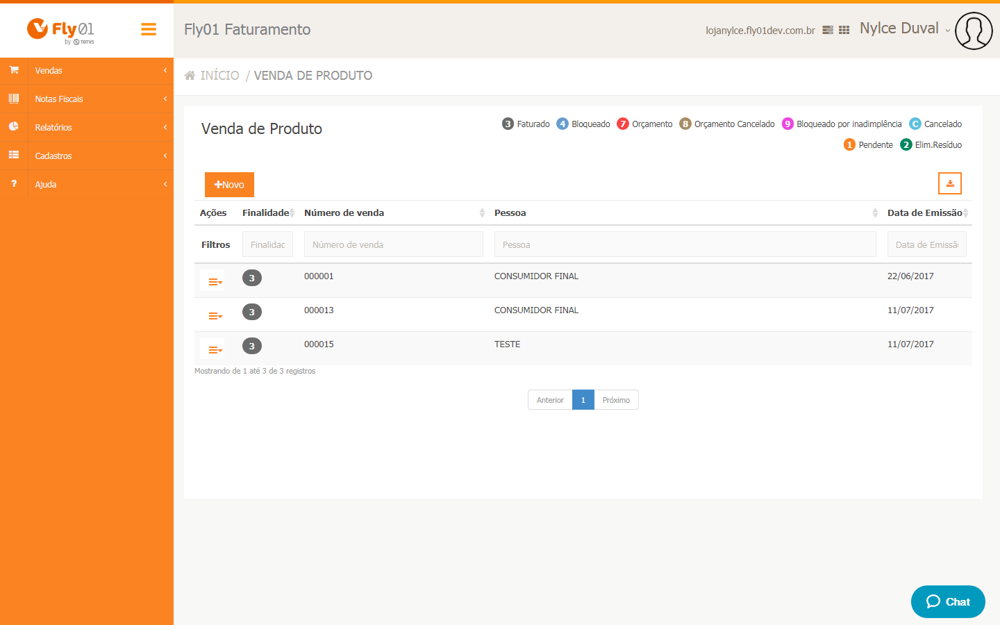 Fly01
by TOTVS
Fly01 Faturamento
lojanylce.fly01dev.com.br
Nylce Duval
Vendas
Notas Fiscais
Relatórios
Cadastros
? Ajuda
INÍCIO / VENDA DE PRODUTO
Venda de Produto
3 Faturado 4 Bloqueado 7 Orçamento 8 Orçamento Cancelado 9 Bloqueado por inadimplência C Cancelado
1 Pendente 2 Elim.Resíduo
+Novo
Ações Finalidade Número de venda Pessoa Data de Emissão
Filtros Finalidad Número de venda Pessoa Data de Emissã
3 000001 CONSUMIDOR FINAL 22/06/2017
3 000013 CONSUMIDOR FINAL 11/07/2017
3 000015 TESTE 11/07/2017
Mostrando de 1 até 3 de 3 registros
Anterior 1 Próximo
Chat